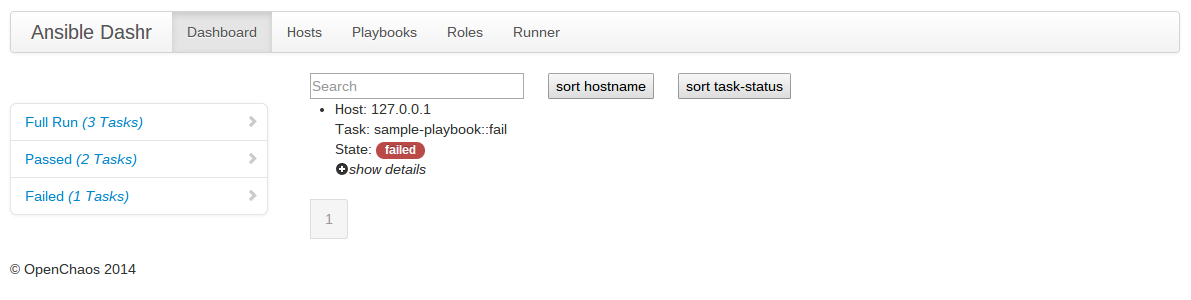 Ansible Dashr Dashboard Hosts Playbooks Roles Runner
Search sort hostname sort task-status
Full Run (3 Tasks)
Passed (2 Tasks)
Failed (1 Tasks)
Host: 127.0.0.1
Task: sample-playbook::fail
State: failed
show details
1
© OpenChaos 2014